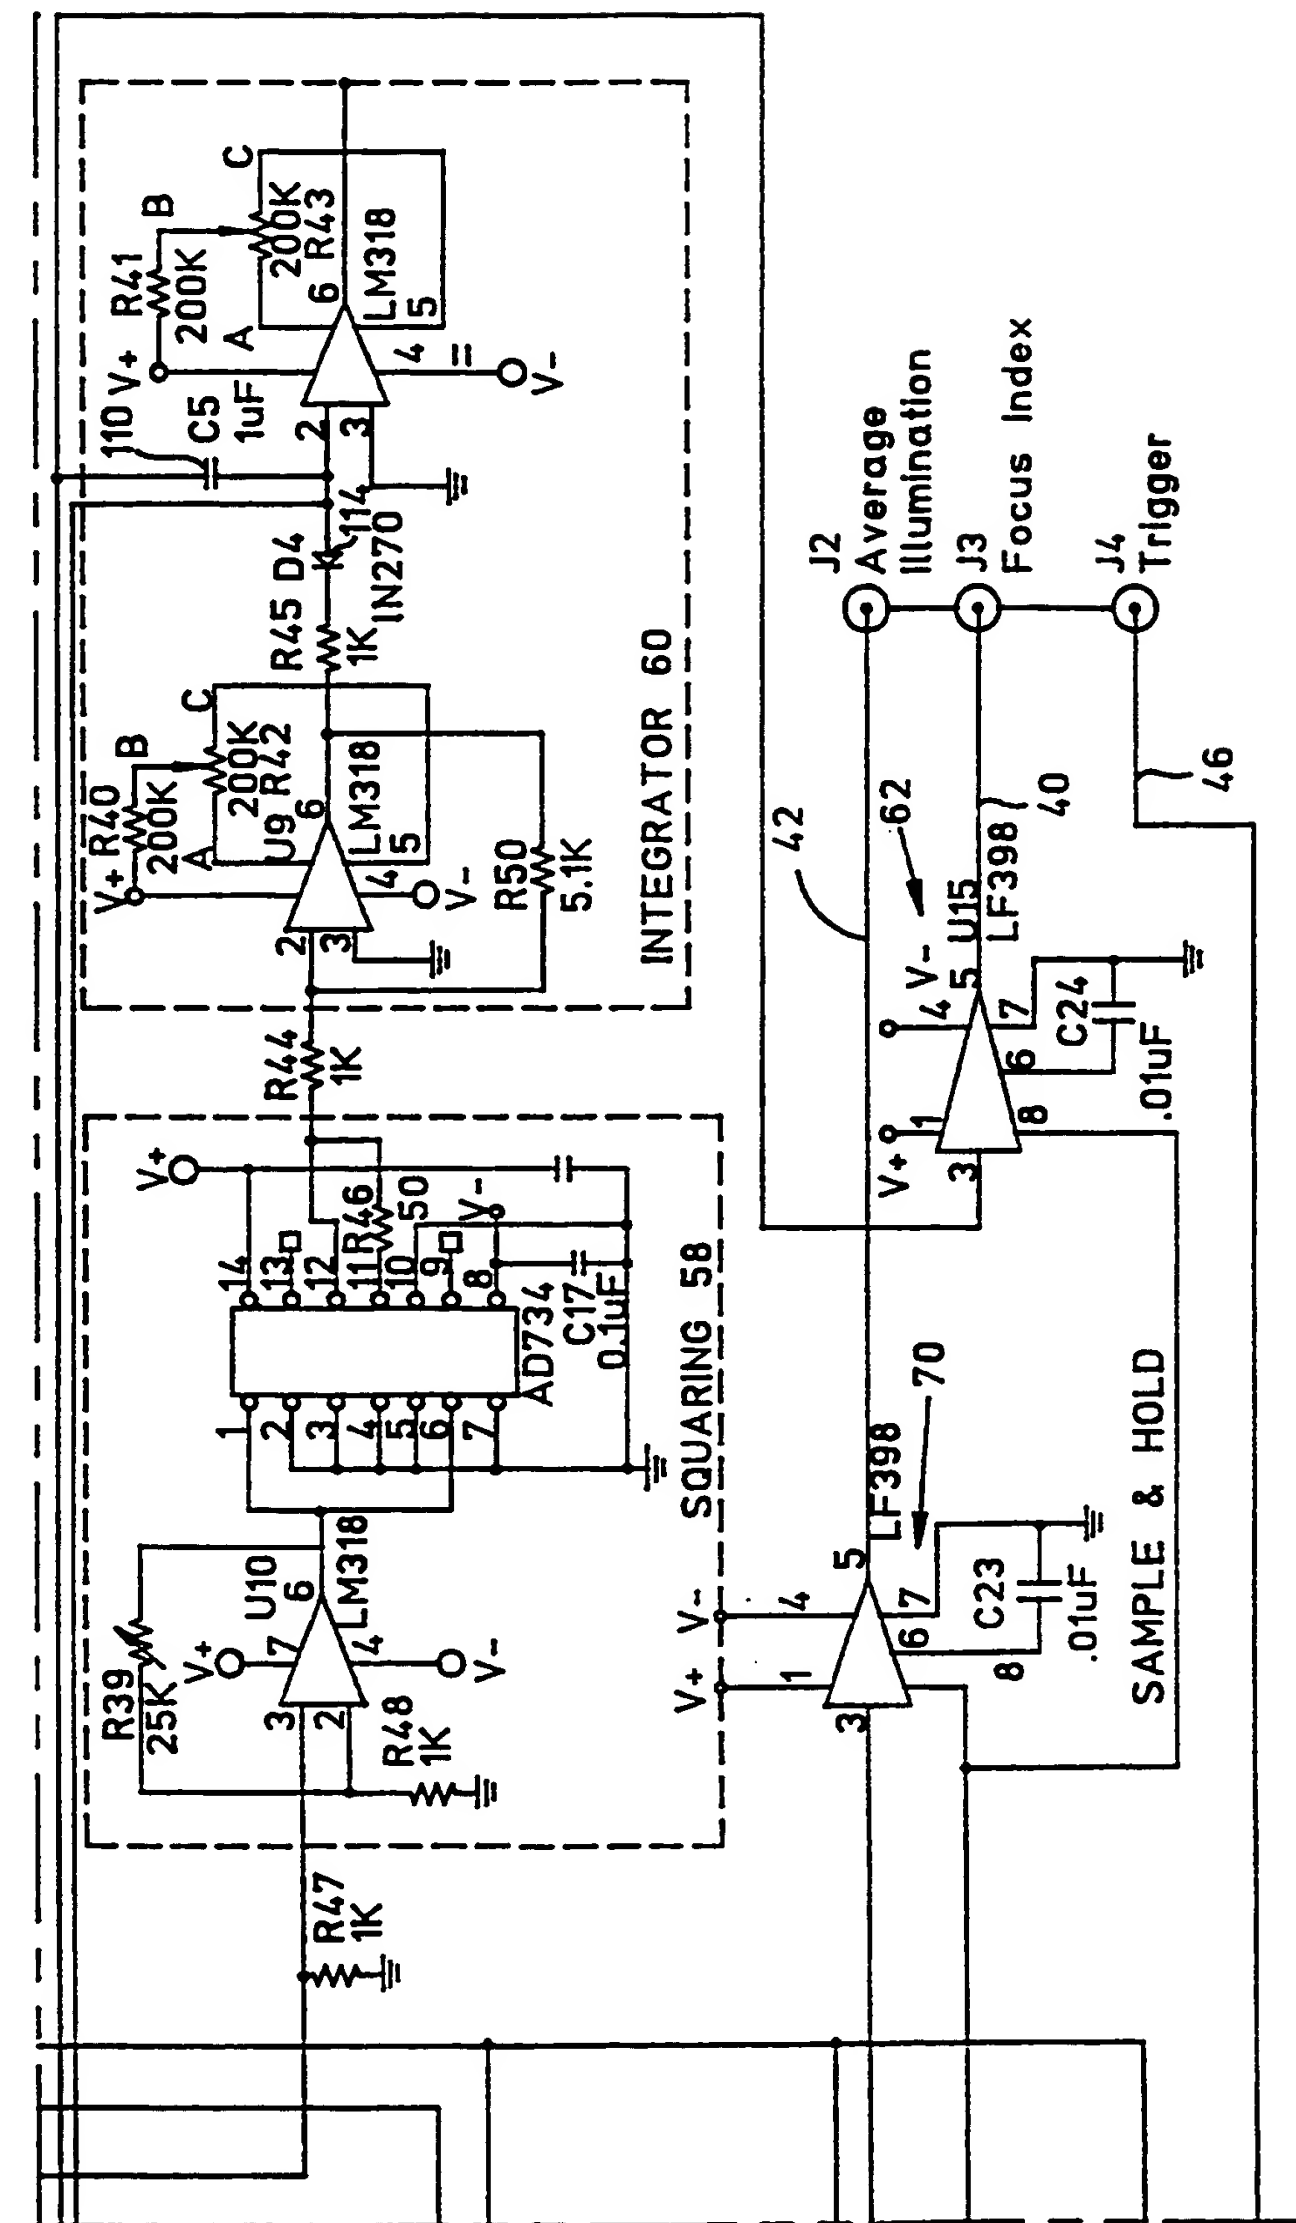 R47
1K
R39
25K
U10
V+
7
3
6
2
4
LM318
V-
R48
1K
1
2
3
4
5
6
7
14
13
12
11
10
9
8
AD734
V+
R46
50
V-
C17
0.1uF
SQUARING 58
R44
1K
V+
R40
200K
B
A
C
200K
R42
U9
2
3
6
LM318
5
4
V-
R50
5.1K
R45
1K
D4
114
IN270
110
C5
1uF
V+
R41
200K
B
A
C
200K
R43
2
3
6
LM318
5
4
V-
INTEGRATOR 60
V+
V-
1
4
3
5
LF398
7
6
8
70
C23
.01uF
SAMPLE & HOLD
V+
V-
1
4
3
5
U15
LF398
62
7
6
8
C24
.01uF
42
40
46
J2
Average
Illumination
J3
Focus Index
J4
Trigger